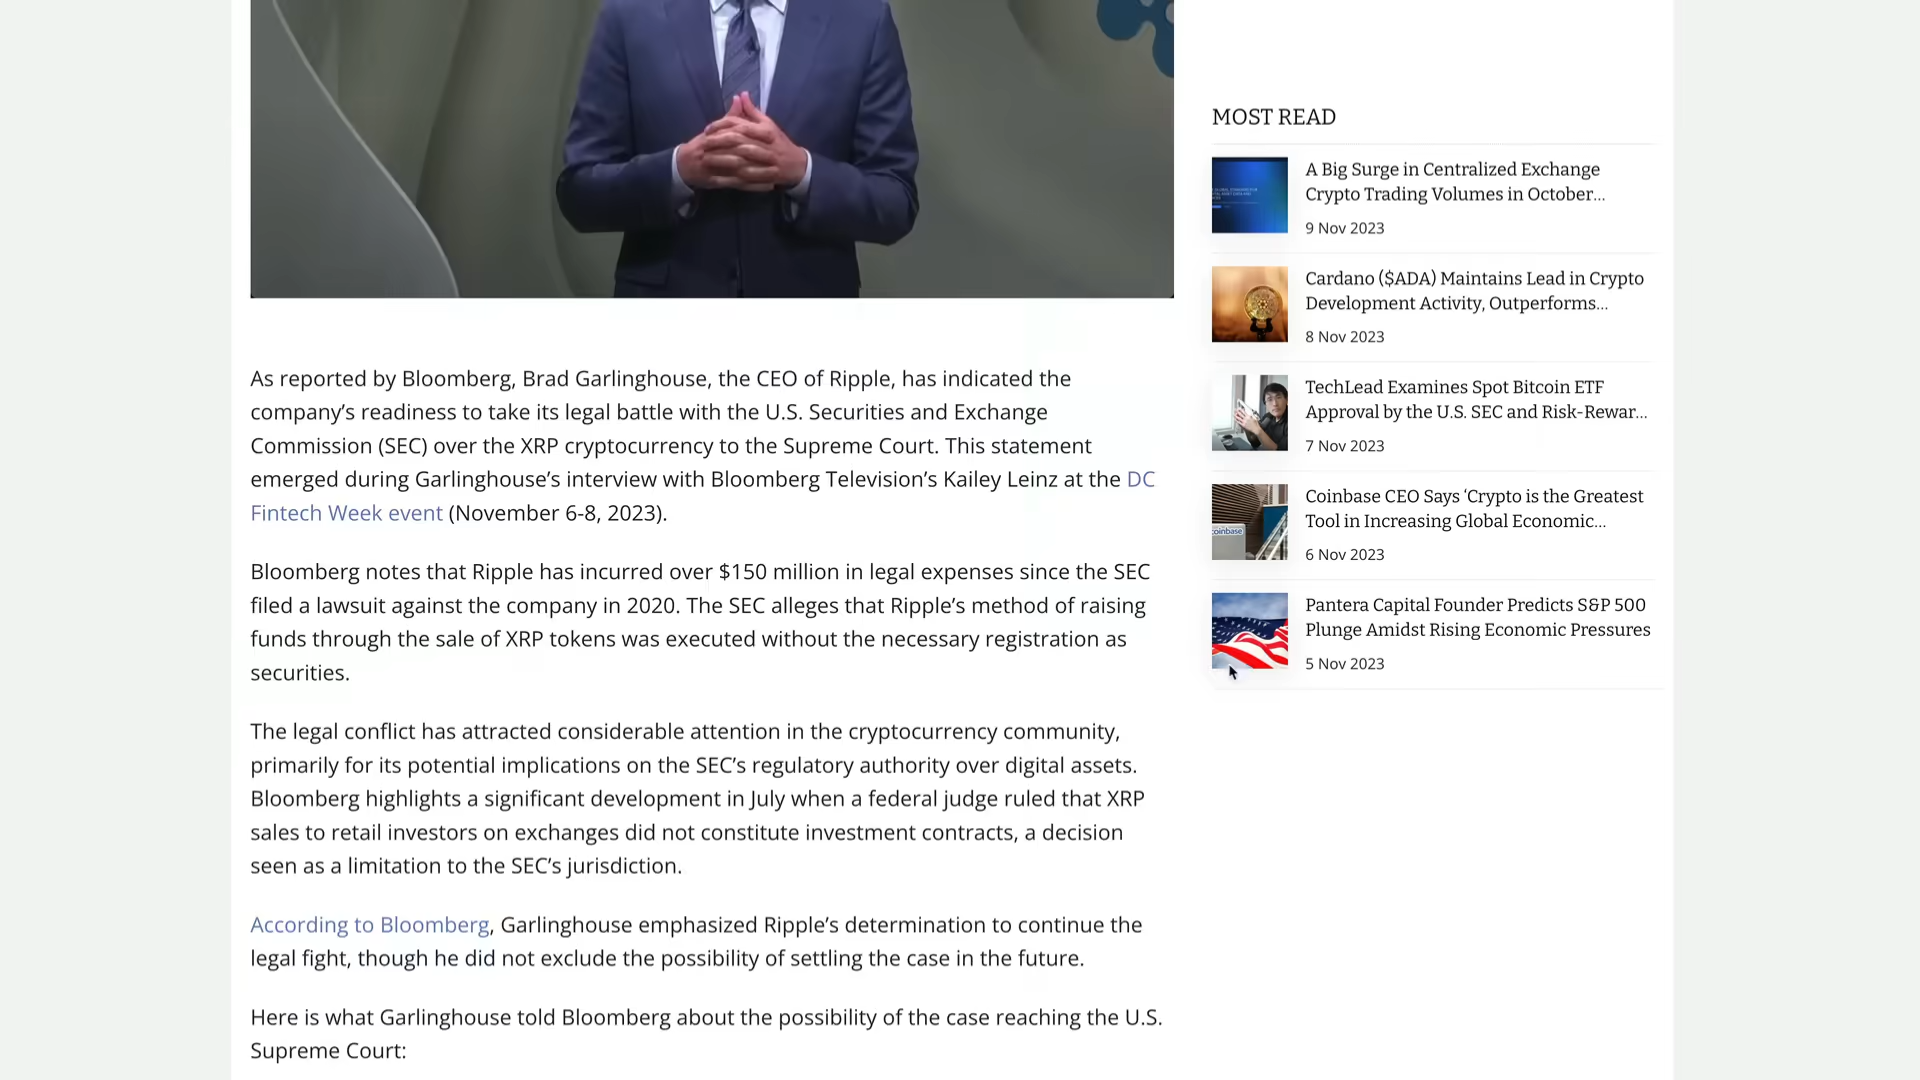 As reported by Bloomberg, Brad Garlinghouse, the CEO of Ripple, has indicated the
company’s readiness to take its legal battle with the U.S. Securities and Exchange
Commission (SEC) over the XRP cryptocurrency to the Supreme Court. This statement
emerged during Garlinghouse’s interview with Bloomberg Television’s Kailey Leinz at the DC
Fintech Week event (November 6-8, 2023).
Bloomberg notes that Ripple has incurred over $150 million in legal expenses since the SEC
filed a lawsuit against the company in 2020. The SEC alleges that Ripple’s method of raising
funds through the sale of XRP tokens was executed without the necessary registration as
securities.
The legal conflict has attracted considerable attention in the cryptocurrency community,
primarily for its potential implications on the SEC’s regulatory authority over digital assets.
Bloomberg highlights a significant development in July when a federal judge ruled that XRP
sales to retail investors on exchanges did not constitute investment contracts, a decision
seen as a limitation to the SEC’s jurisdiction.
According to Bloomberg, Garlinghouse emphasized Ripple’s determination to continue the
legal fight, though he did not exclude the possibility of settling the case in the future.
Here is what Garlinghouse told Bloomberg about the possibility of the case reaching the U.S.
Supreme Court:
MOST READ
A Big Surge in Centralized Exchange
Crypto Trading Volumes in October...
9 Nov 2023
Cardano ($ADA) Maintains Lead in Crypto
Development Activity, Outperforms...
8 Nov 2023
TechLead Examines Spot Bitcoin ETF
Approval by the U.S. SEC and Risk-Rewar...
7 Nov 2023
coinbase
Coinbase CEO Says ‘Crypto is the Greatest
Tool in Increasing Global Economic...
6 Nov 2023
Pantera Capital Founder Predicts S&P 500
Plunge Amidst Rising Economic Pressures
5 Nov 2023